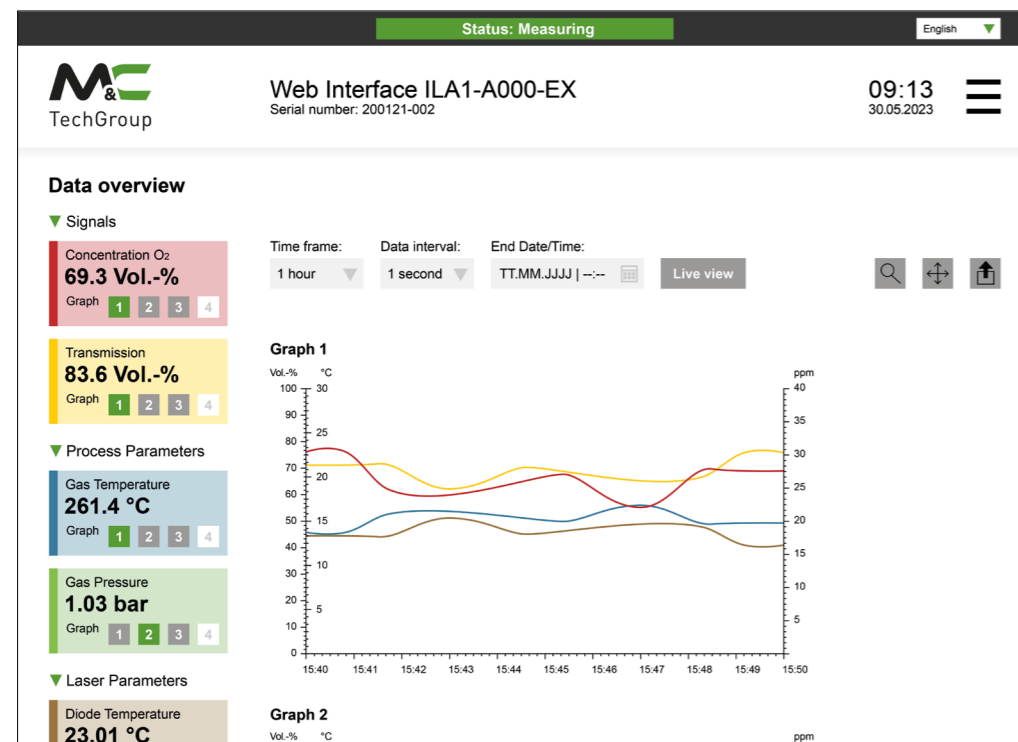 Status: Measuring
English
M&C
TechGroup
Web Interface ILA1-A000-EX
Serial number: 200121-002
09:13
30.05.2023
Data overview
Signals
Concentration O₂
69.3 Vol.-%
Graph 1 2 3 4
Transmission
83.6 Vol.-%
Graph 1 2 3 4
Process Parameters
Gas Temperature
261.4 °C
Graph 1 2 3 4
Gas Pressure
1.03 bar
Graph 1 2 3 4
Laser Parameters
Diode Temperature
23.01 °C
Time frame: Data interval: End Date/Time:
1 hour 1 second TT.MM.JJJJ | --:-- Live view
Graph 1
Vol.-% °C ppm
100 30 40
90 35
80 25 30
70 20 25
60
50 15 20
40 15
30 10 10
20 5 5
10
0
15:40 15:41 15:42 15:43 15:44 15:45 15:46 15:47 15:48 15:49 15:50
Graph 2
Vol.-% °C ppm